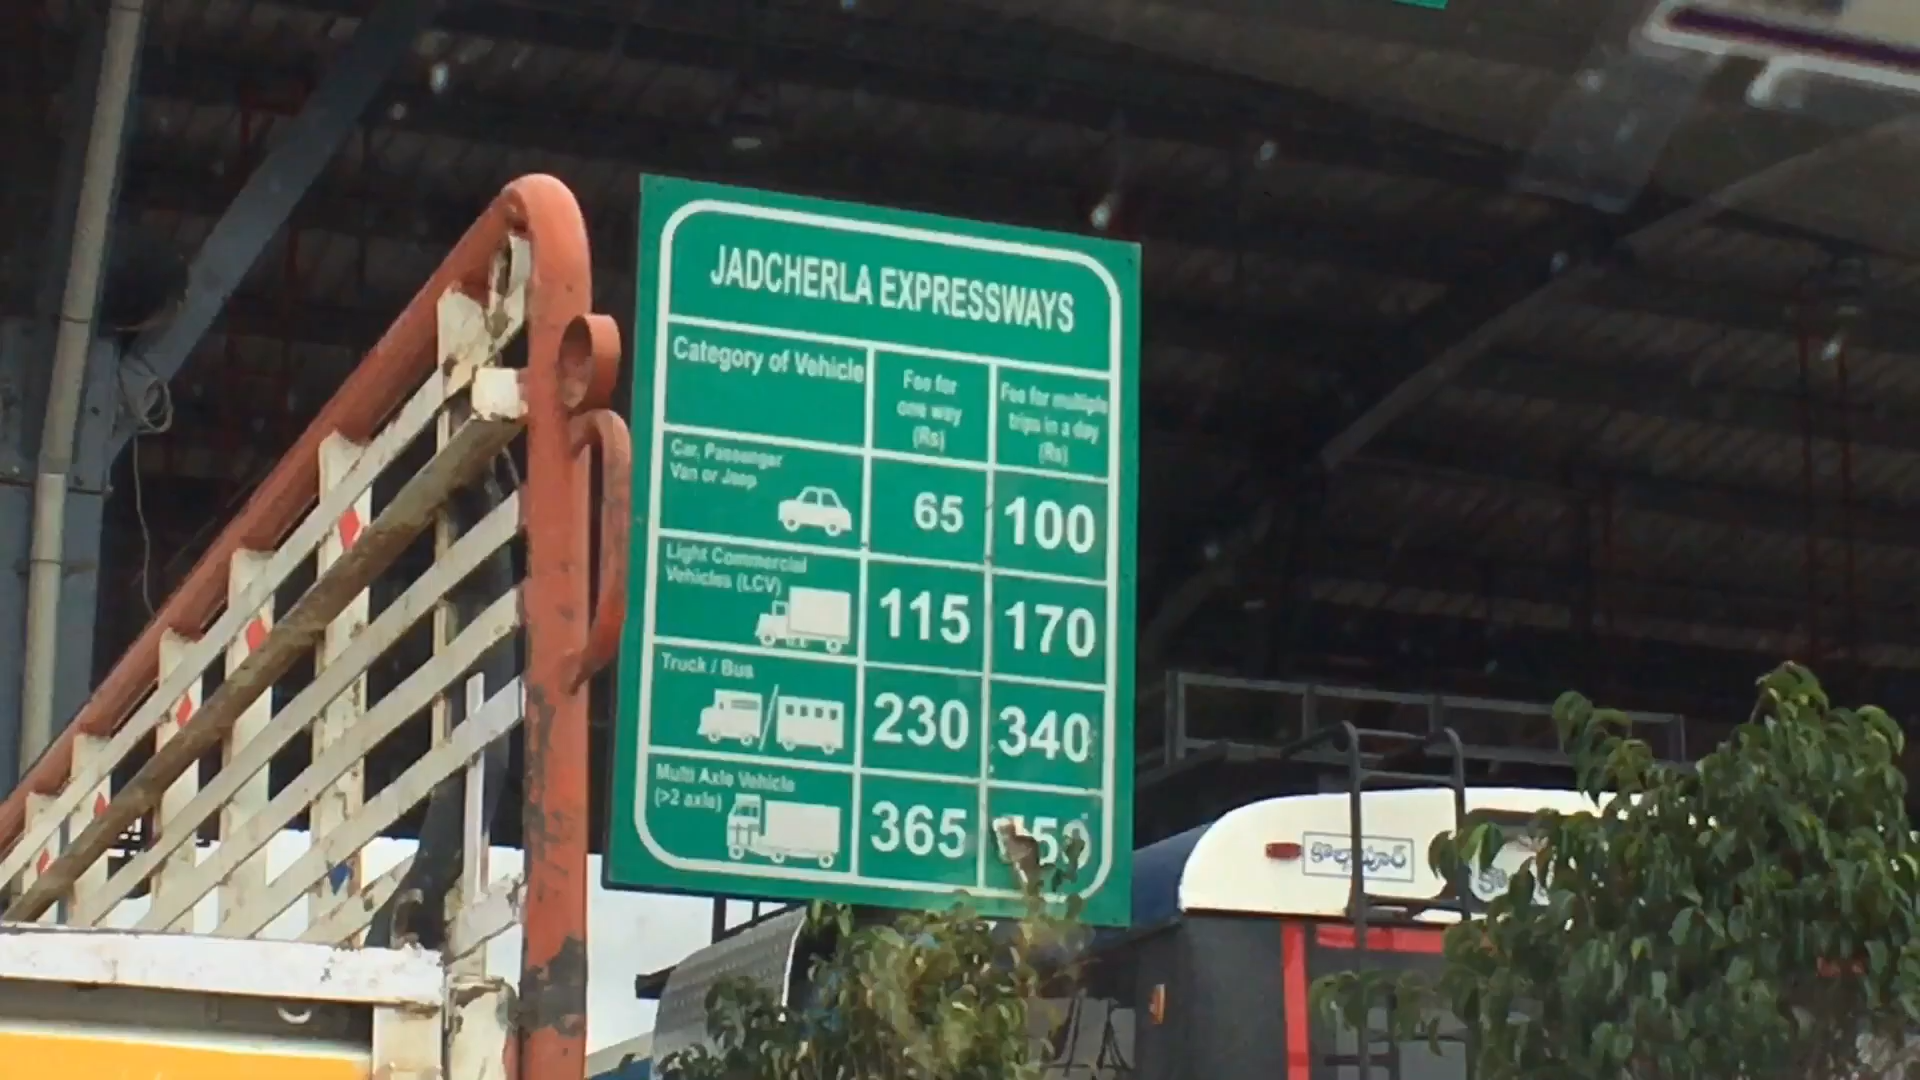 JADCHERLA EXPRESSWAYS
Category of Vehicle
Fee for
one way
(Rs)
Fee for multiple
trips in a day
(Rs)
Car, Passenger
Van or Jeep
65
100
Light Commercial
Vehicles (LCV)
115
170
Truck / Bus
230
340
Multi Axle Vehicle
(>2 axle)
365
కొల్లాపూర్